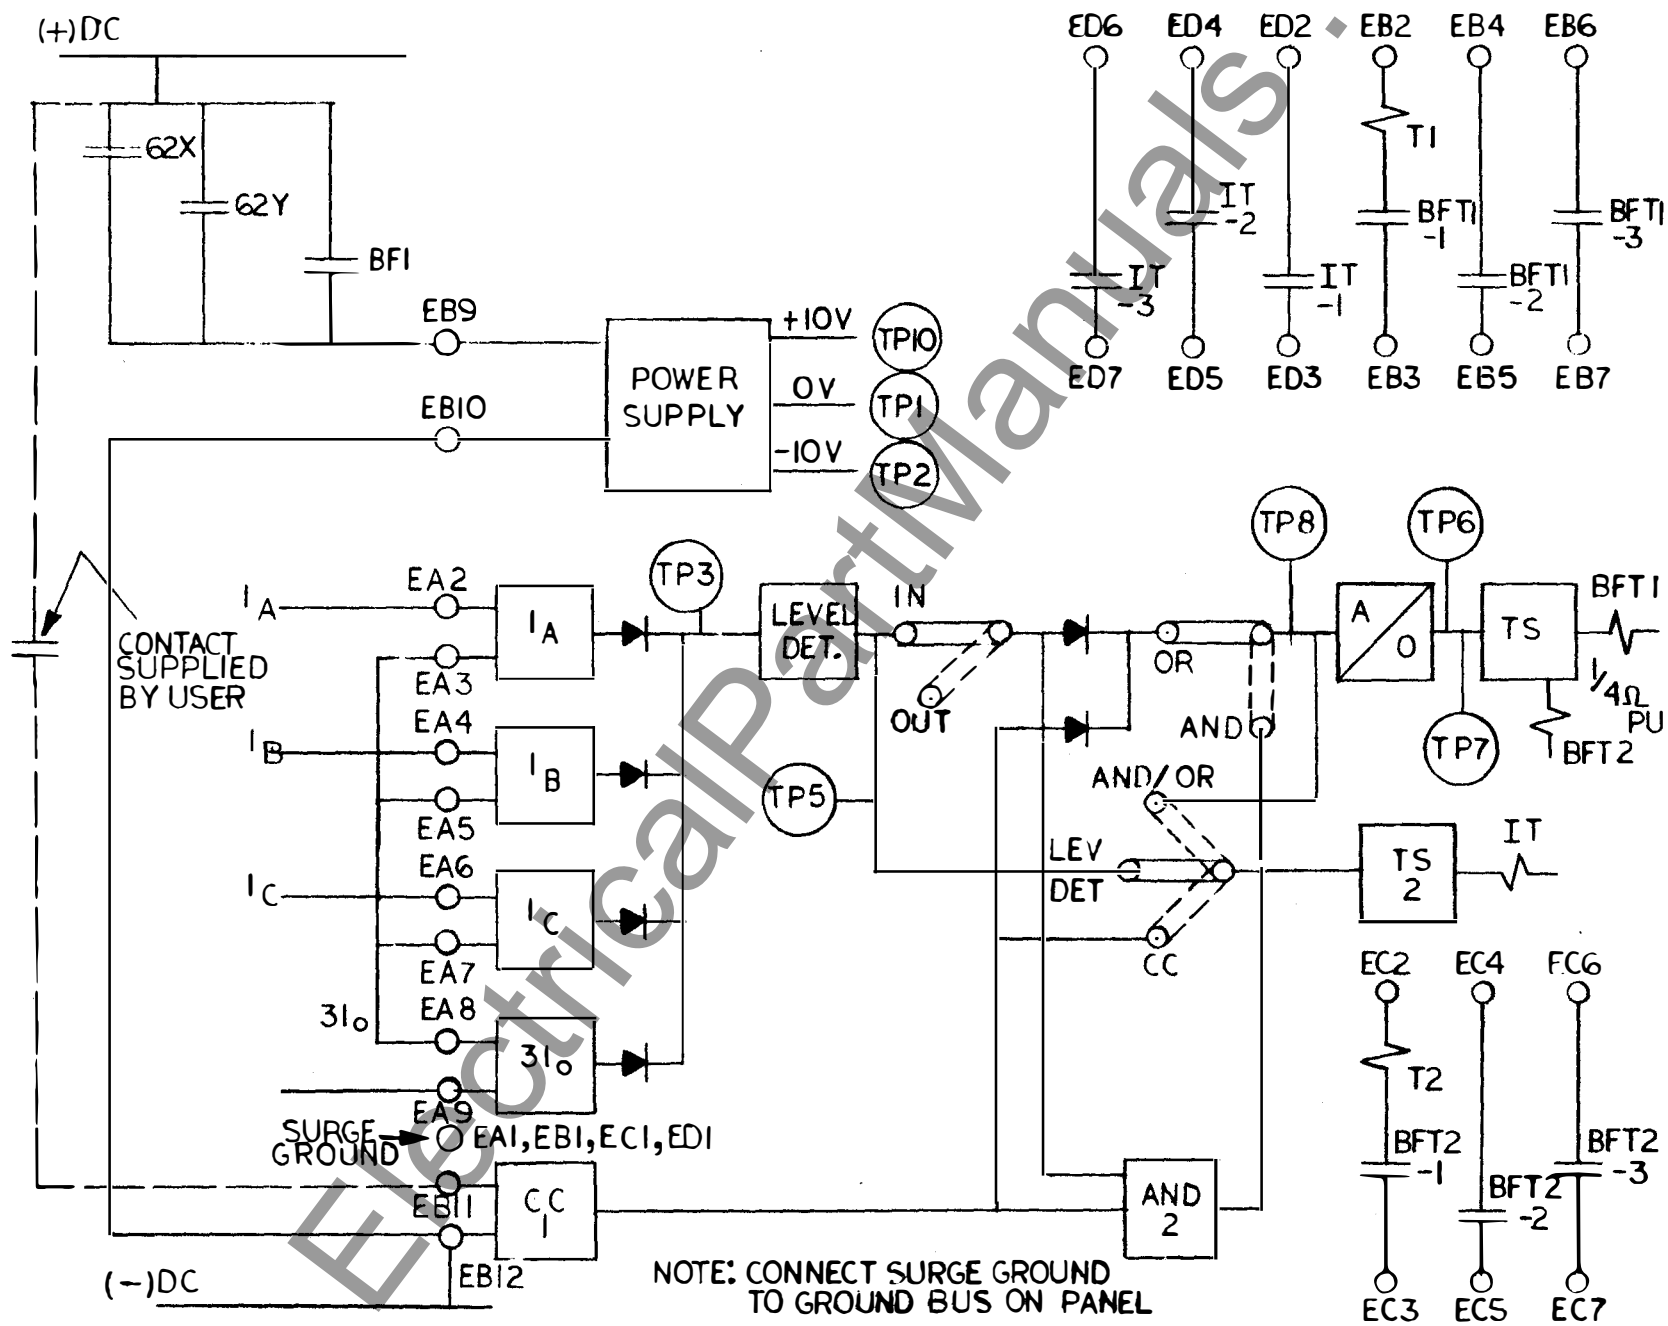 (+)DC
ED6 ED4 ED2 EB2 EB4 EB6
62X
62Y
BF1
T1
IT
-2
BFT1
-1
BFT1
-3
IT
-3
IT
-1
BFT1
-2
ED7 ED5 ED3 EB3 EB5 EB7
EB9
EB10
POWER
SUPPLY
+10V
TP10
0V
TP1
-10V
TP2
CONTACT
SUPPLIED
BY USER
IA
EA2
IA
EA3
IB
EA4
IB
EA5
EA6
IC
IC
EA7
EA8
3Io
3Io
EA9
TP3
LEVEL
DET.
IN
OUT
TP5
OR
AND
TP8
A
O
TP6
TP7
TS
BFT1
1/4Ω
PU
BFT2
AND/OR
LEV
DET
CC
TS
2
IT
SURGE
GROUND
EA1,EB1,EC1,ED1
EB11
CC
1
EB12
(-)DC
AND
2
EC2 EC4 EC6
T2
BFT2
-1
BFT2
-2
BFT2
-3
EC3 EC5 EC7
NOTE: CONNECT SURGE GROUND
TO GROUND BUS ON PANEL
ElectricalPartManuals.